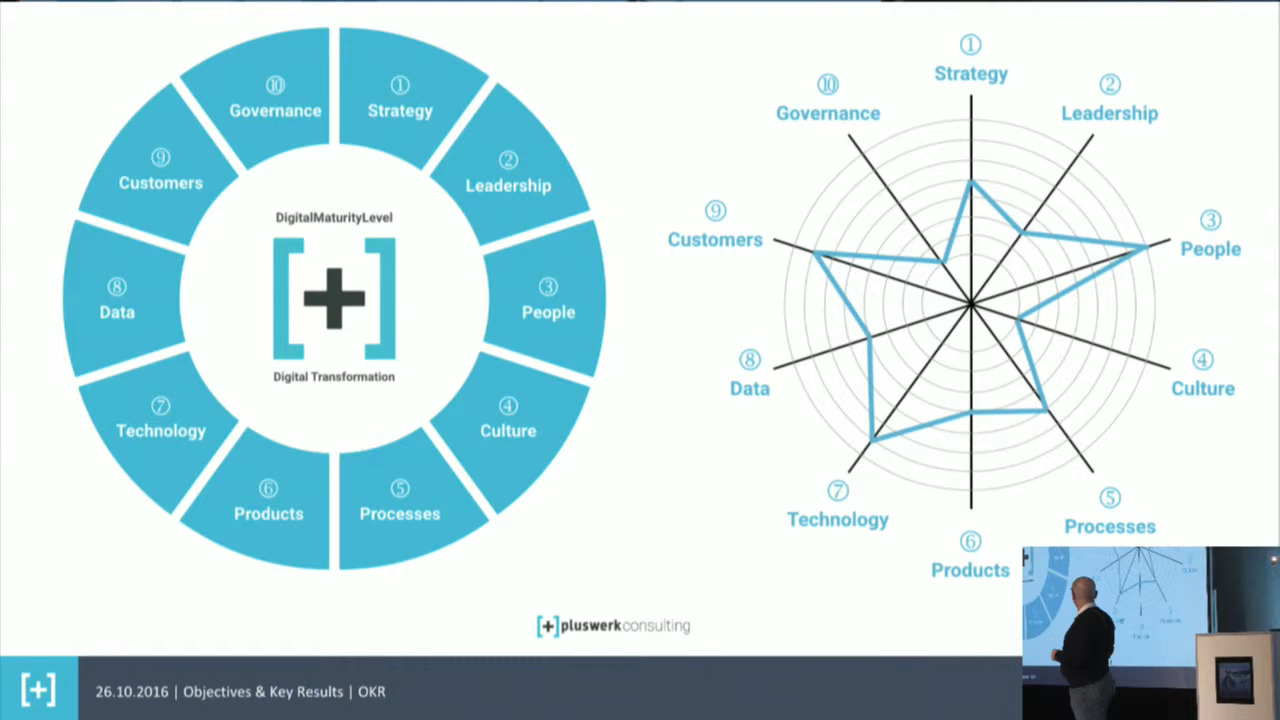 ⑩
Governance
①
Strategy
②
Leadership
③
People
④
Culture
⑤
Processes
⑥
Products
⑦
Technology
⑧
Data
⑨
Customers
DigitalMaturityLevel
[+]
Digital Transformation
①
Strategy
②
Leadership
③
People
④
Culture
⑤
Processes
⑥
Products
⑦
Technology
⑧
Data
⑨
Customers
⑩
Governance
[+]pluswerkconsulting
[+] 26.10.2016 | Objectives & Key Results | OKR